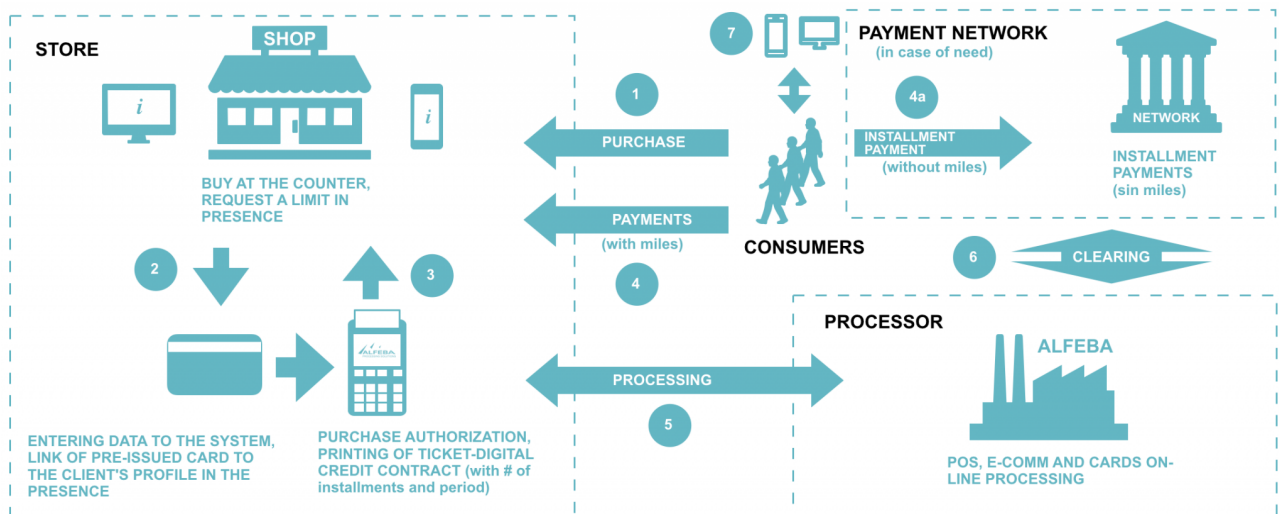 STORE
SHOP
i
i
BUY AT THE COUNTER,
REQUEST A LIMIT IN
PRESENCE
2
3
ALFEBA
ENTERING DATA TO THE SYSTEM,
LINK OF PRE-ISSUED CARD TO
THE CLIENT'S PROFILE IN THE
PRESENCE
PURCHASE AUTHORIZATION,
PRINTING OF TICKET-DIGITAL
CREDIT CONTRACT (with # of
installments and period)
1
PURCHASE
PAYMENTS
(with miles)
4
7
CONSUMERS
PAYMENT NETWORK
(in case of need)
4a
INSTALLMENT
PAYMENT
(without miles)
NETWORK
INSTALLMENT
PAYMENTS
(sin miles)
6
CLEARING
PROCESSING
5
PROCESSOR
ALFEBA
POS, E-COMM AND CARDS ON-
LINE PROCESSING